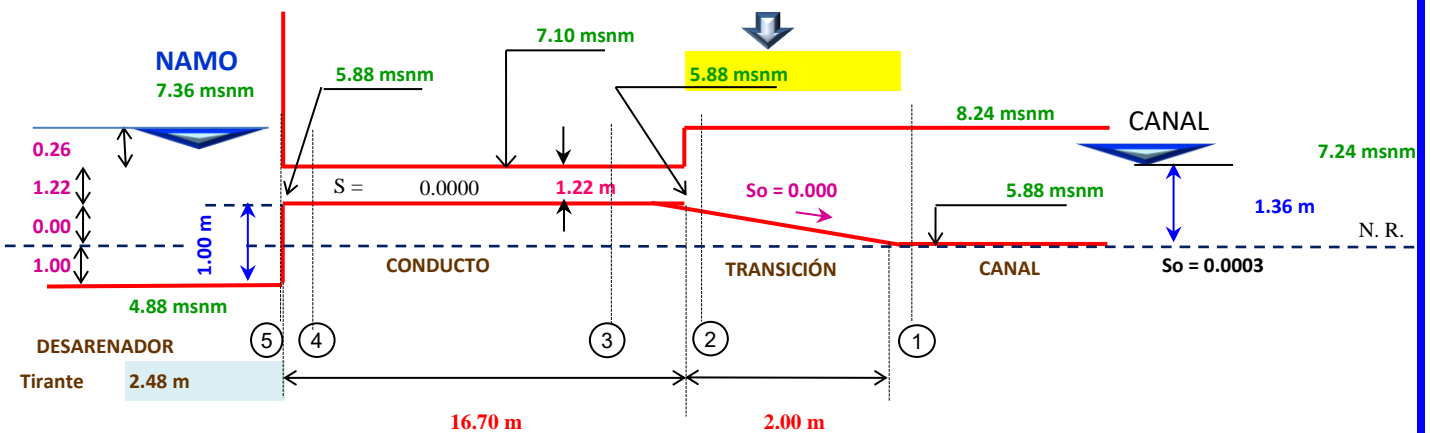 7.10 msnm
NAMO
7.36 msnm
5.88 msnm
5.88 msnm
8.24 msnm
CANAL
0.26
7.24 msnm
1.22
S = 0.0000
1.22 m
So = 0.000
5.88 msnm
1.36 m
0.00
1.00 m
N. R.
1.00
CONDUCTO
TRANSICIÓN
CANAL
So = 0.0003
4.88 msnm
5
4
3
2
1
DESARENADOR
Tirante 2.48 m
16.70 m
2.00 m